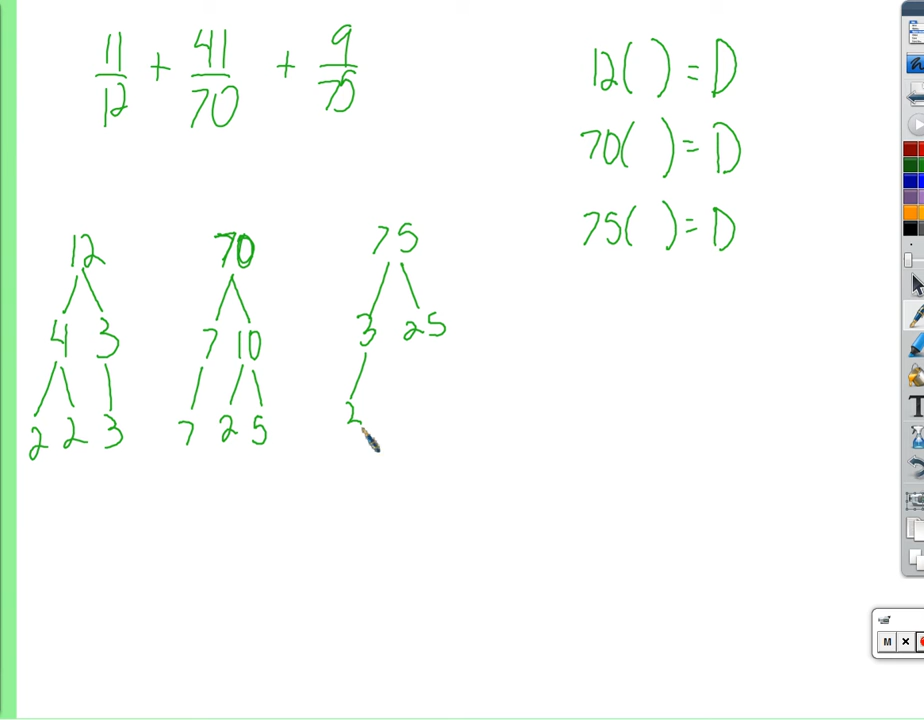 11/12 + 41/70 + 9/75
12( ) = D
70( ) = D
75( ) = D
12 70 75
4 3 7 10 3 25
2 2 3 7 2 5 2
T
M